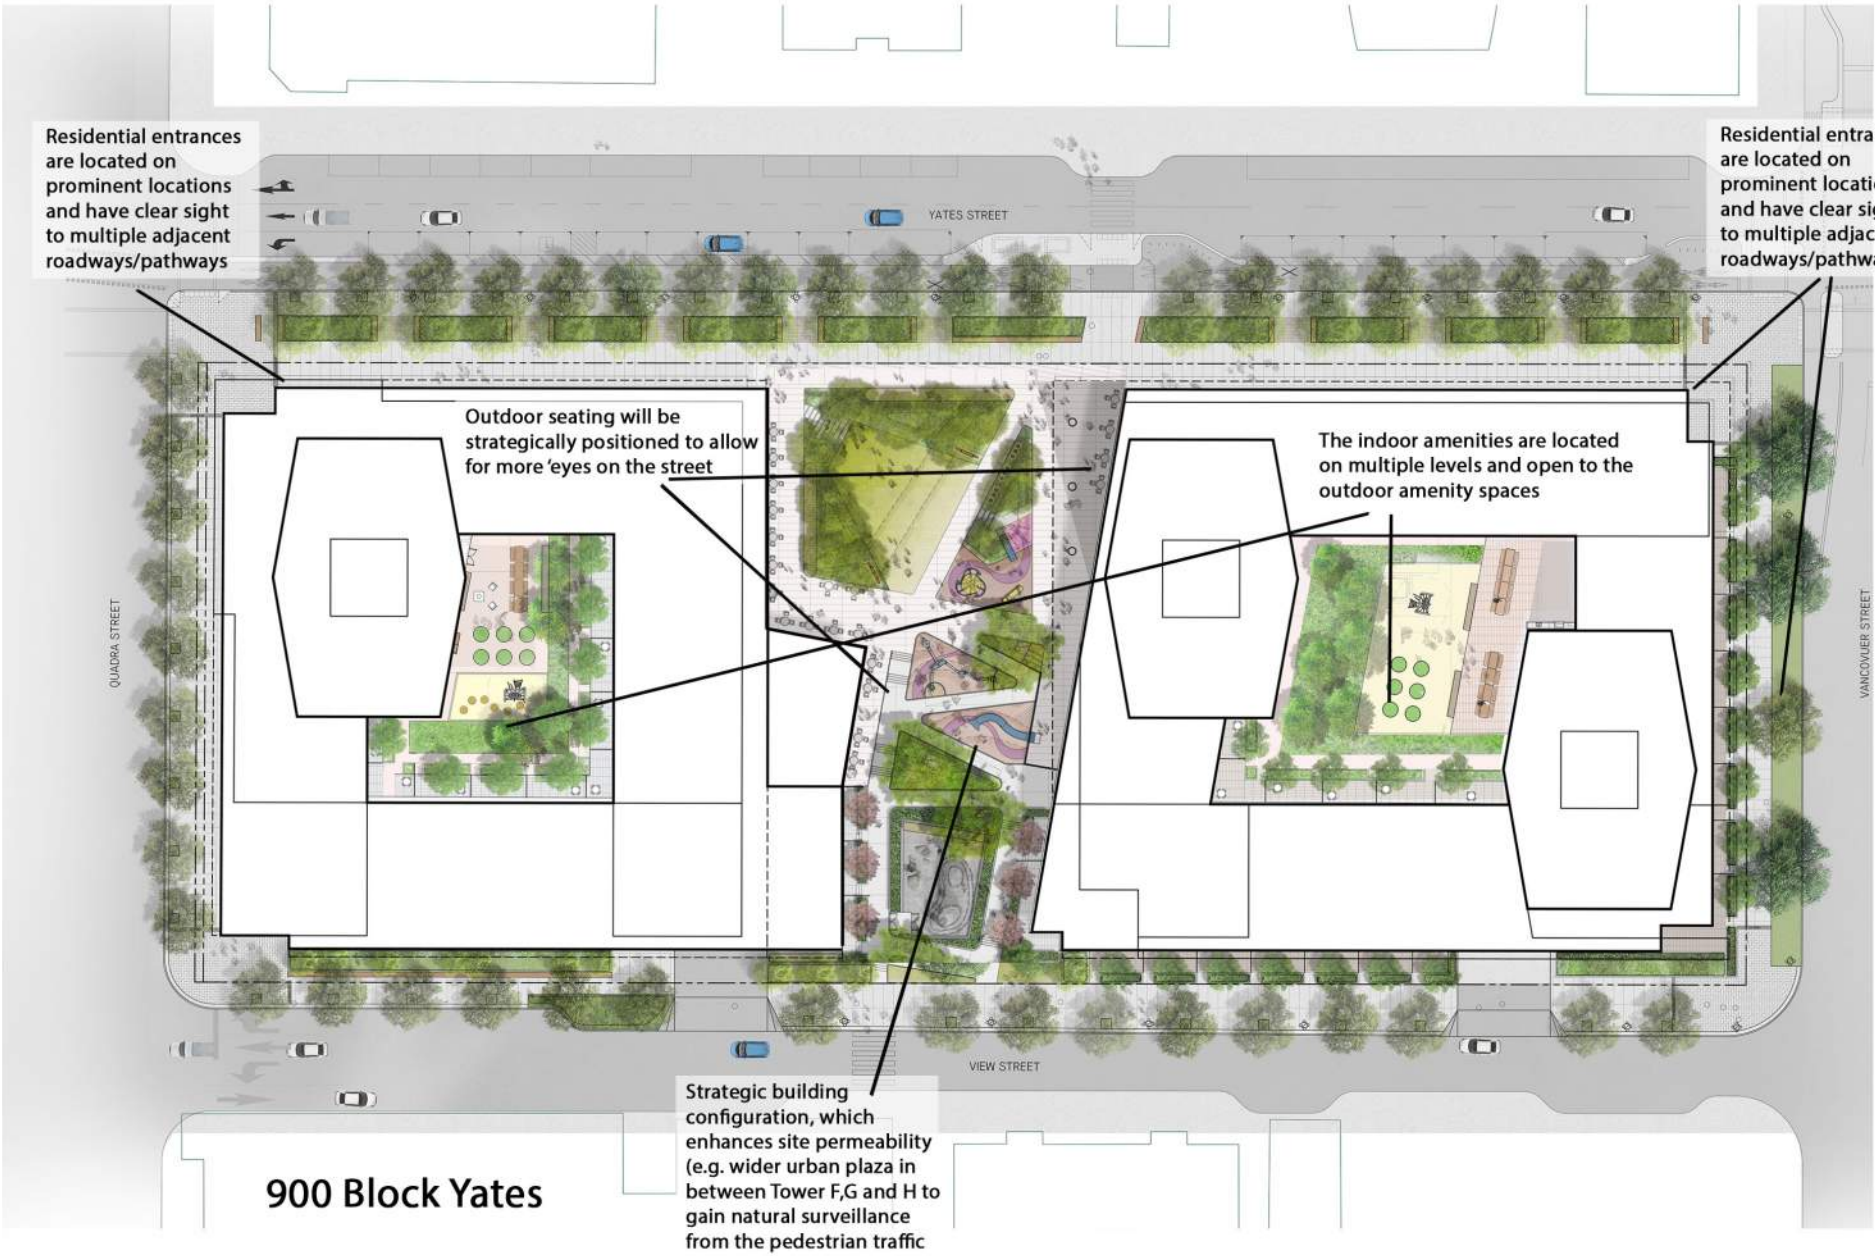 Residential entrances
are located on
prominent locations
and have clear sight
to multiple adjacent
roadways/pathways
Residential entra
are located on
prominent locati
and have clear si
to multiple adjac
roadways/pathwa
YATES STREET
Outdoor seating will be
strategically positioned to allow
for more ‘eyes on the street
The indoor amenities are located
on multiple levels and open to the
outdoor amenity spaces
QUADRA STREET
VANCOVUER STREET
VIEW STREET
Strategic building
configuration, which
enhances site permeability
(e.g. wider urban plaza in
between Tower F,G and H to
gain natural surveillance
from the pedestrian traffic
900 Block Yates